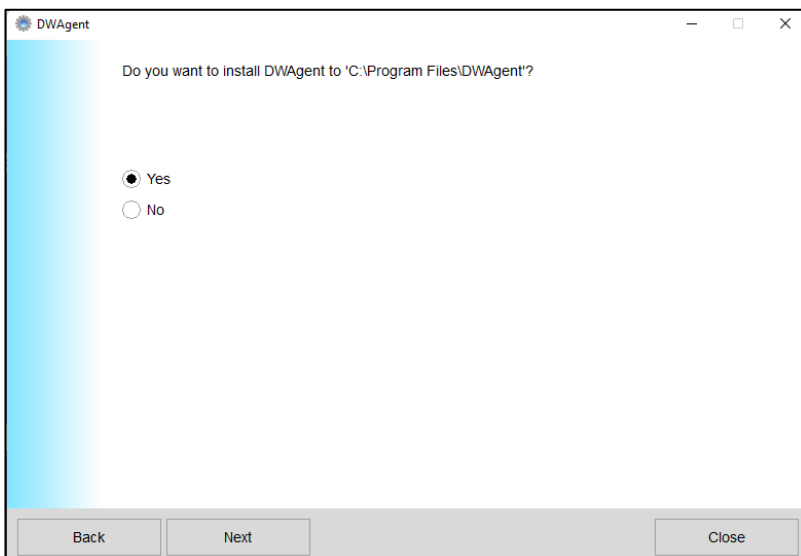 DWAgent
Do you want to install DWAgent to 'C:\Program Files\DWAgent'?
Yes
No
Back Next Close